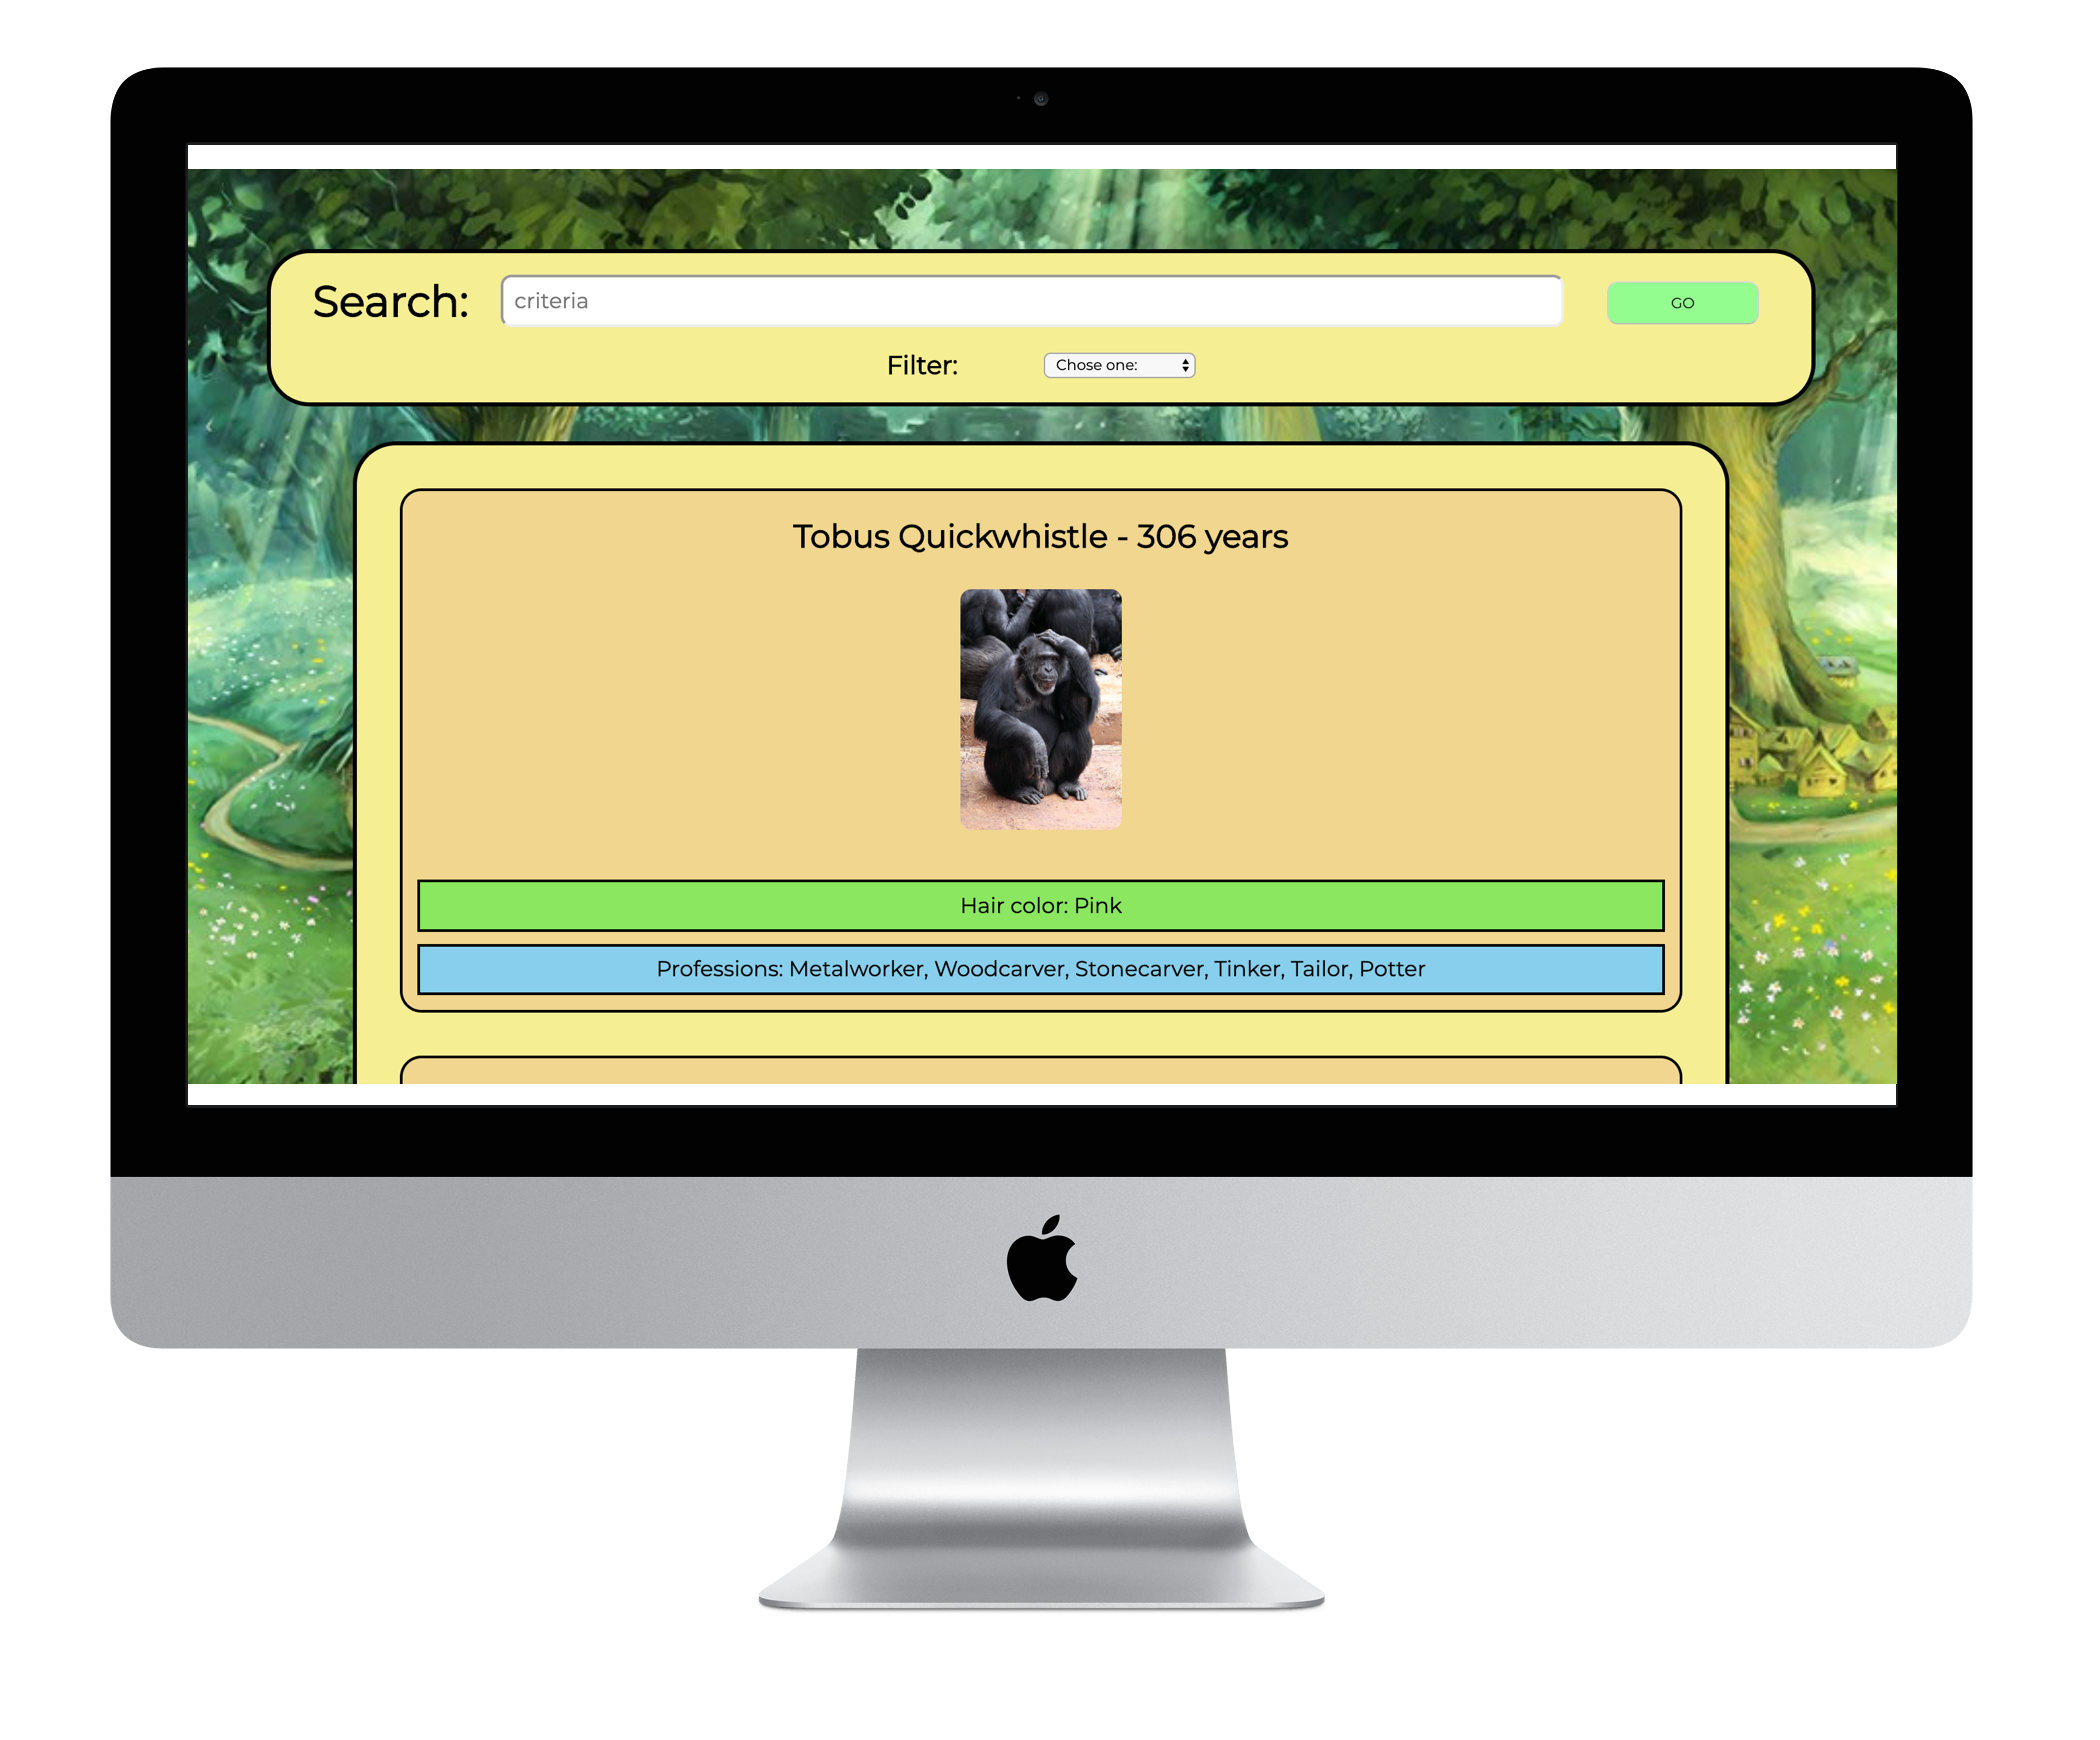 Search:
criteria
GO
Filter:
Chose one:
Tobus Quickwhistle - 306 years
Hair color: Pink
Professions: Metalworker, Woodcarver, Stonecarver, Tinker, Tailor, Potter